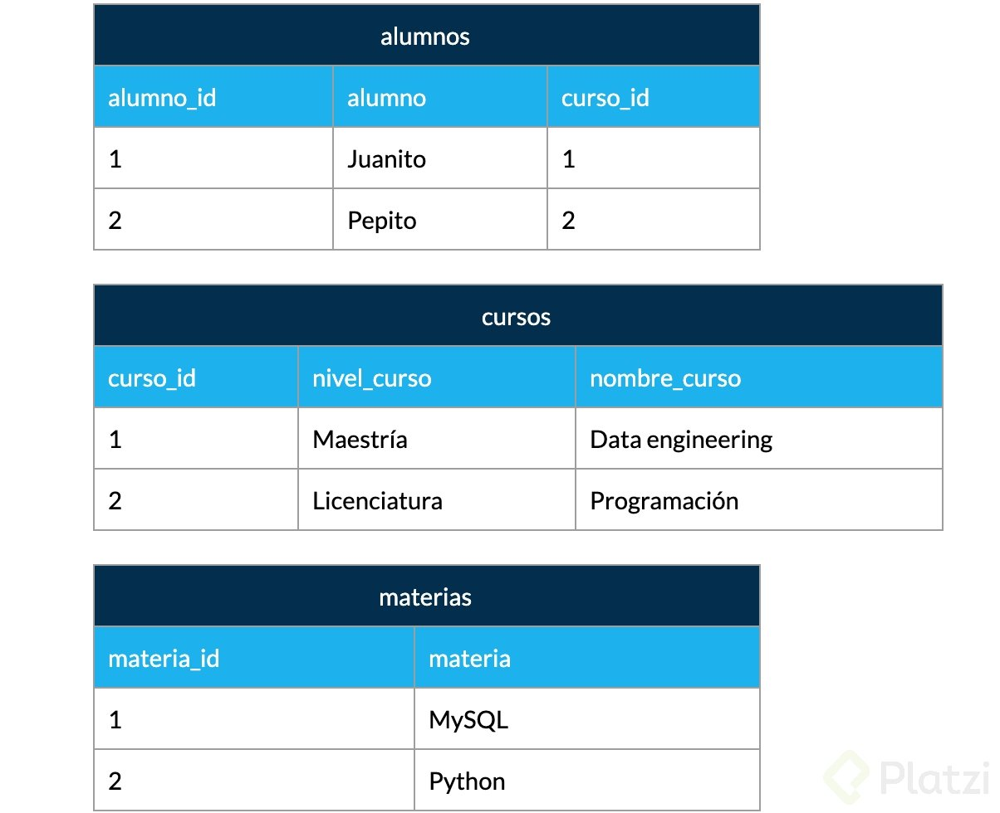 alumnos
alumno_id alumno curso_id
1 Juanito 1
2 Pepito 2
cursos
curso_id nivel_curso nombre_curso
1 Maestría Data engineering
2 Licenciatura Programación
materias
materia_id materia
1 MySQL
2 Python
Platzi